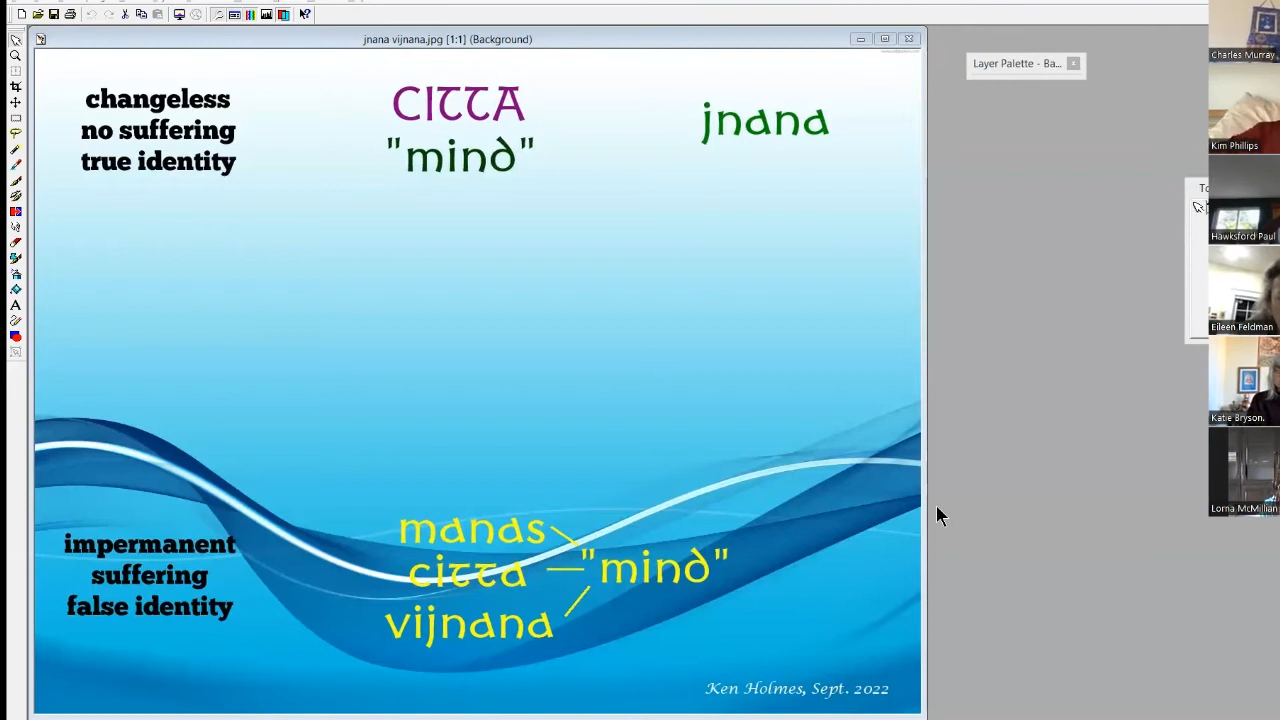 jnana vijnana.jpg [1:1] (Background)
Layer Palette - Ba...
changeless
no suffering
true identity
CITTA
"mind"
jnana
impermanent
suffering
false identity
manas
citta
vijnana
"mind"
Ken Holmes, Sept. 2022
Charles Murray
Kim Phillips
To
Hawksford Paul
Eileen Feldman
Katie Bryson.
Lorna McMillan